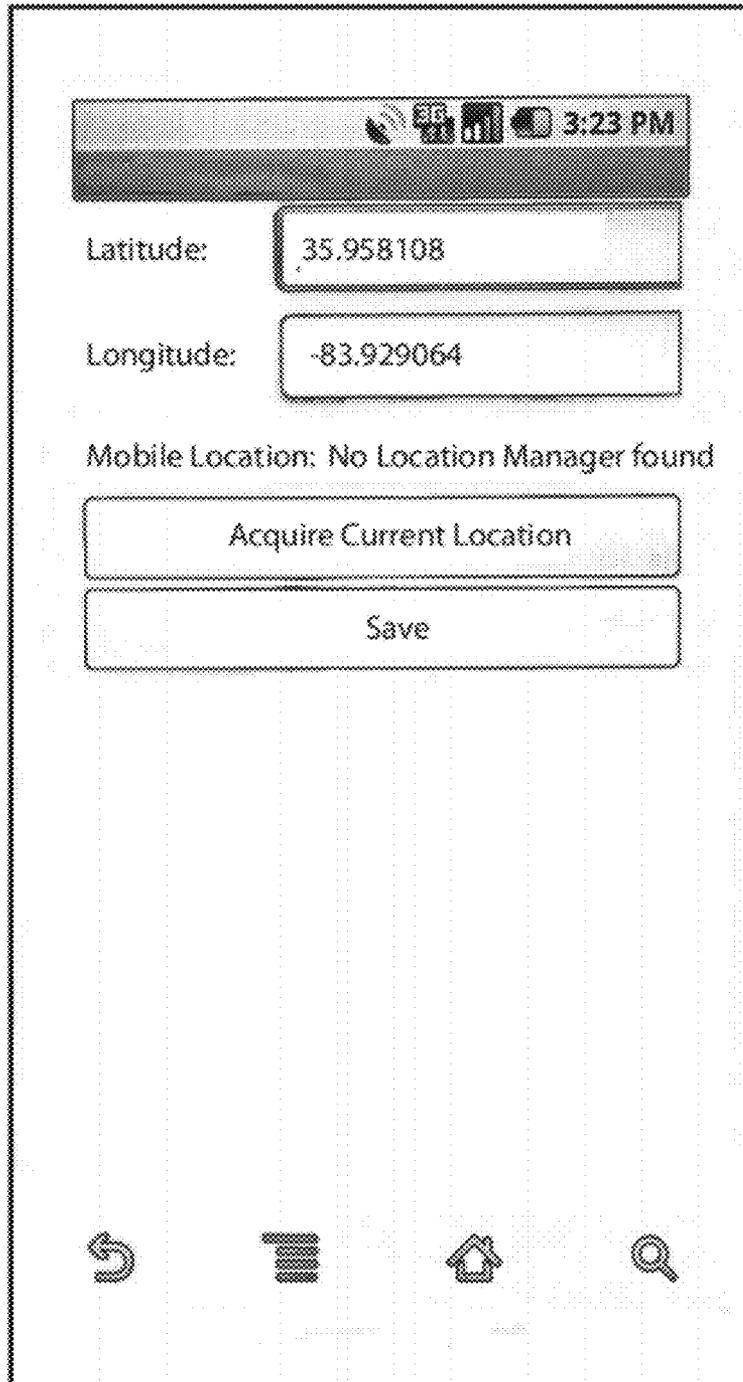 3G 3:23 PM
Latitude: 35.958108
Longitude: -83.929064
Mobile Location: No Location Manager found
Acquire Current Location
Save